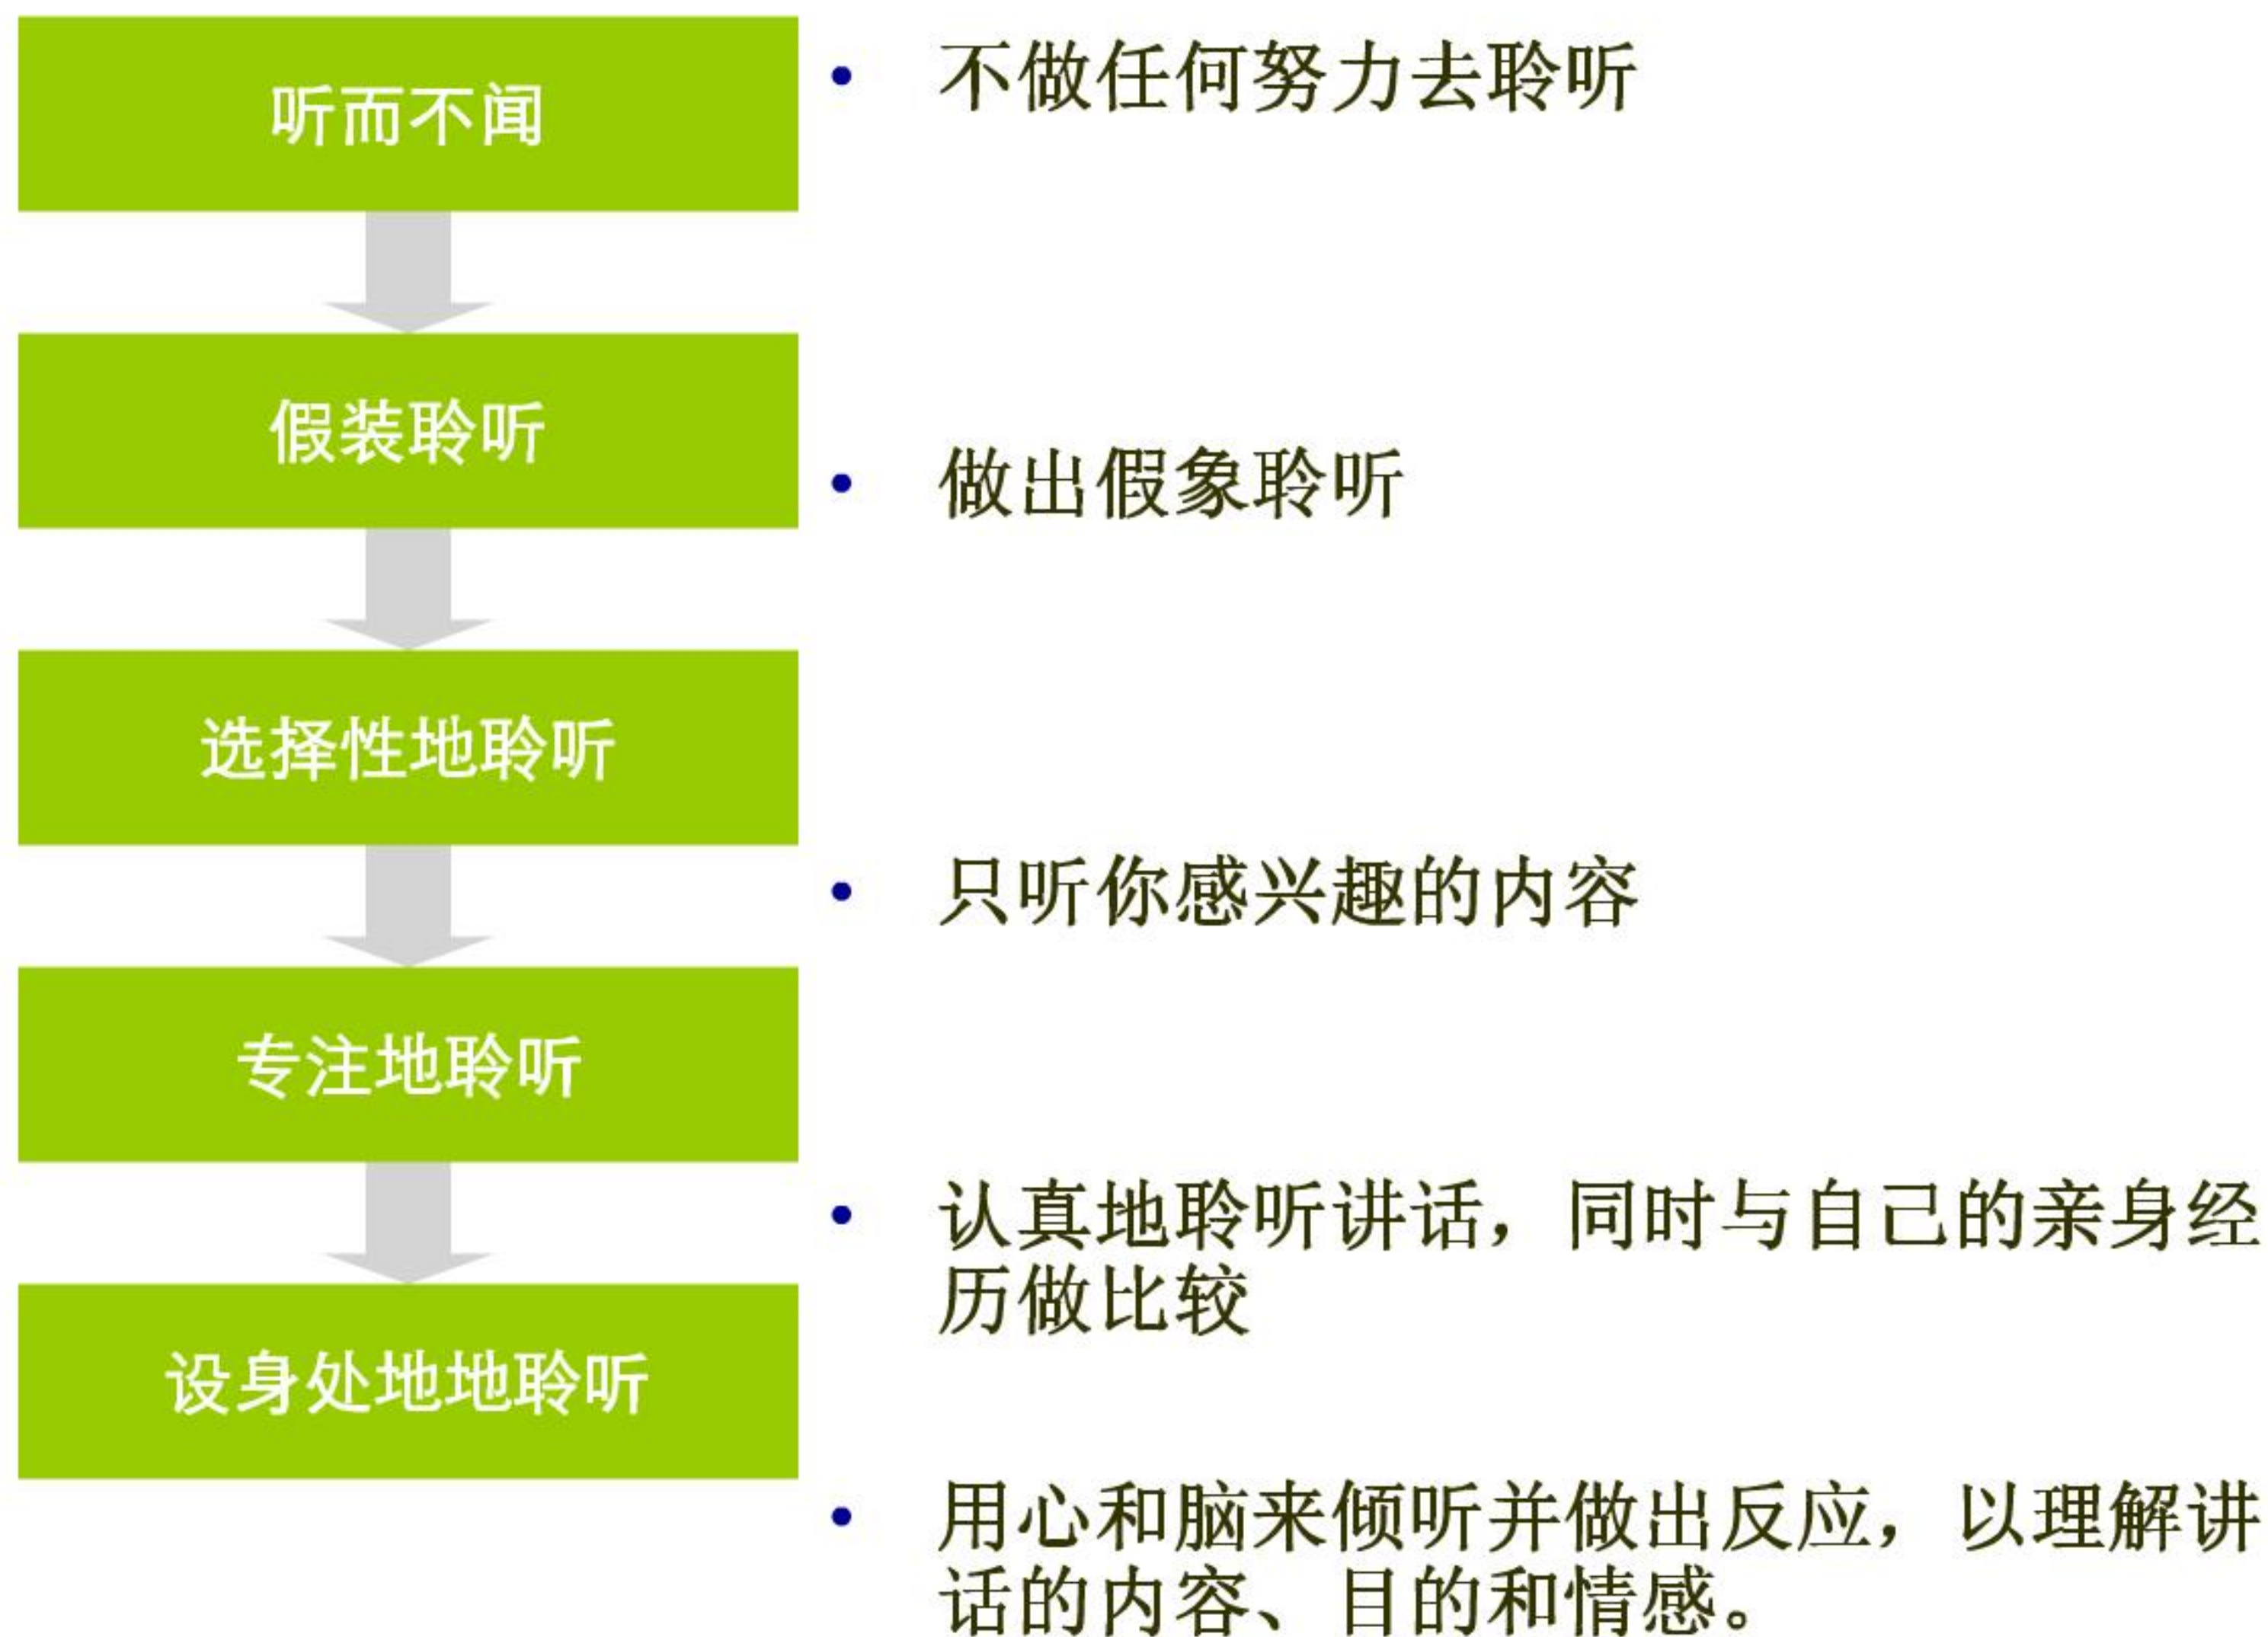 听而不闻
不做任何努力去聆听
假装聆听
做出假象聆听
选择性地聆听
只听你感兴趣的内容
专注地聆听
认真地聆听讲话，同时与自己的亲身经
历做比较
设身处地地聆听
用心和脑来倾听并做出反应，以理解讲
话的内容、目的和情感。